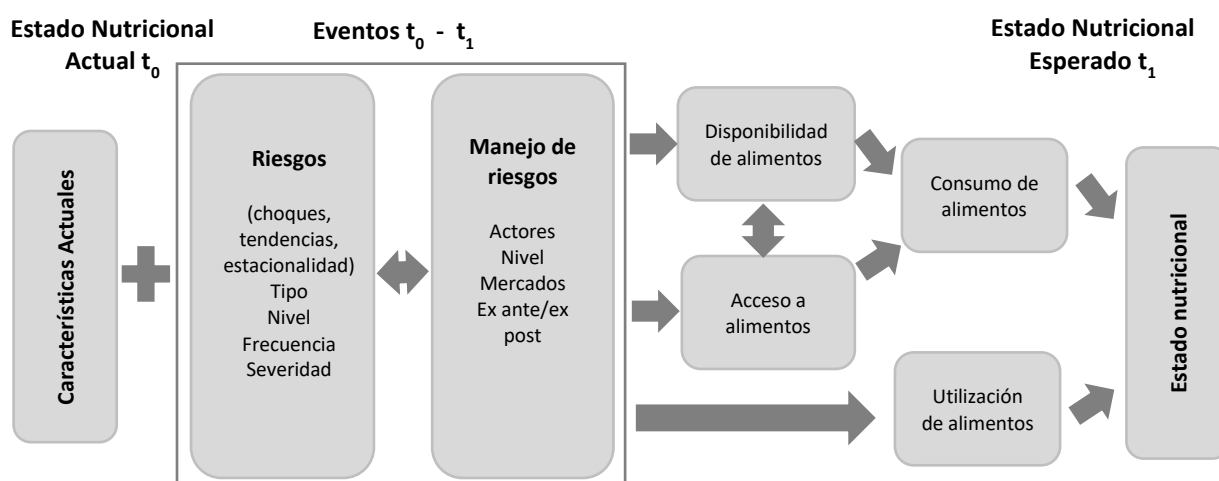 Estado Nutricional
Actual t0
Eventos t0 - t1
Estado Nutricional
Esperado t1
Características Actuales
Riesgos
(choques,
tendencias,
estacionalidad)
Tipo
Nivel
Frecuencia
Severidad
Manejo de
riesgos
Actores
Nivel
Mercados
Ex ante/ex
post
Disponibilidad
de alimentos
Acceso a
alimentos
Consumo de
alimentos
Utilización
de alimentos
Estado nutricional